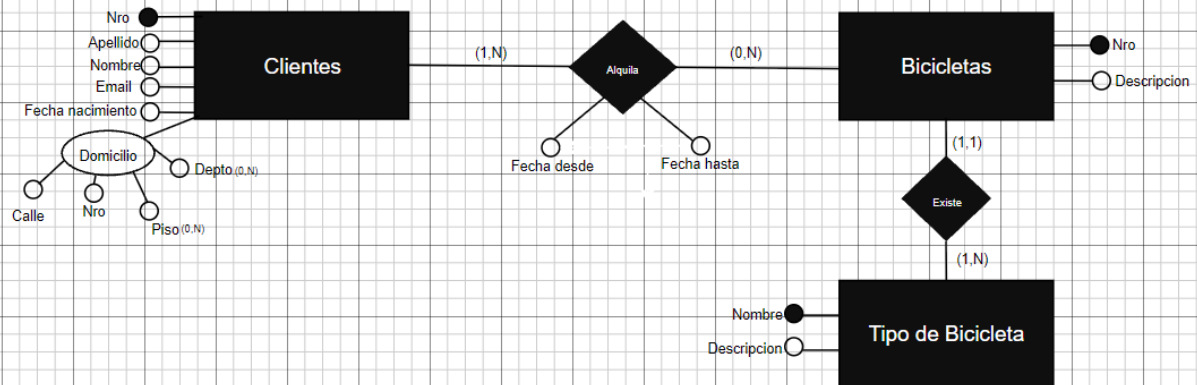 Nro
Apellido
Nombre
Email
Fecha nacimiento
Clientes
Domicilio
Depto (0,N)
Calle
Nro
Piso (0,N)
(1,N)
Alquila
(0,N)
Fecha desde
Fecha hasta
Bicicletas
Nro
Descripcion
(1,1)
Existe
(1,N)
Nombre
Descripcion
Tipo de Bicicleta